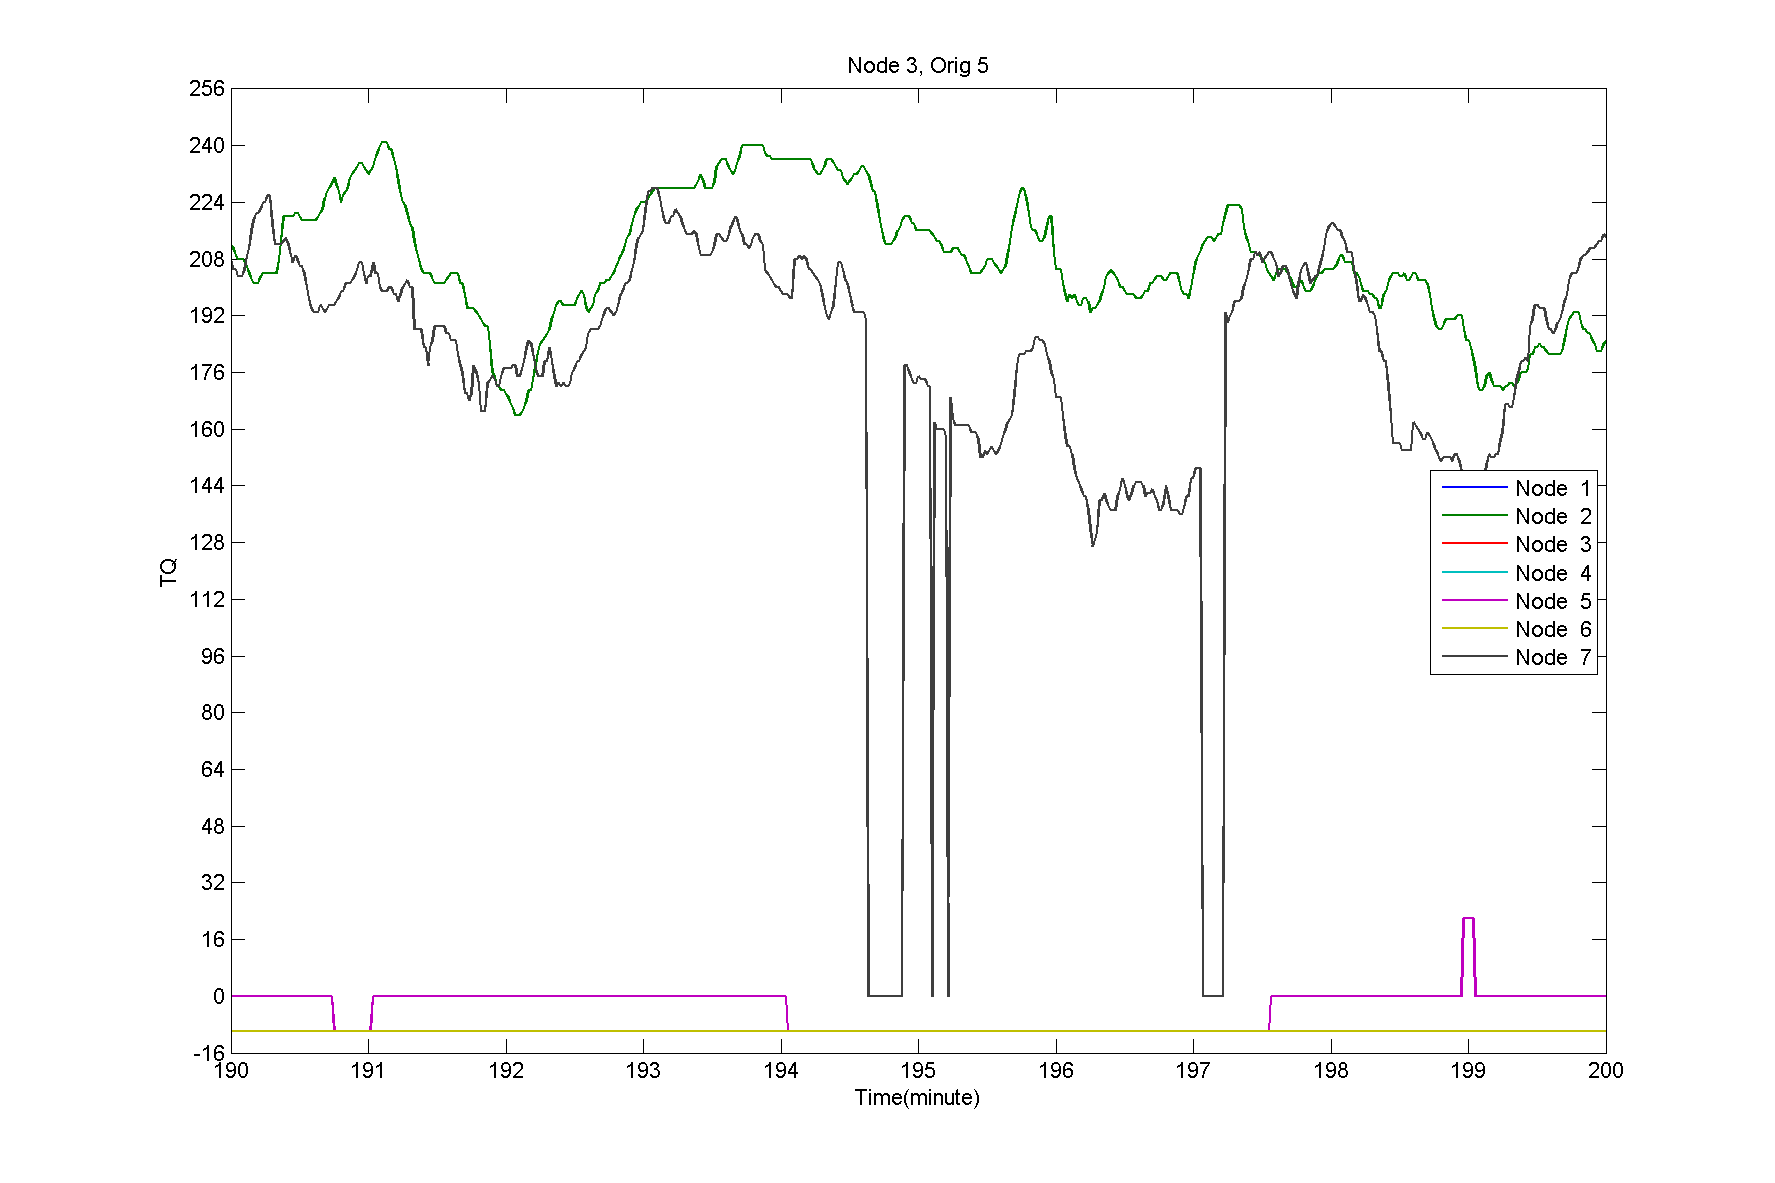 Node 3, Orig 5
256
240
224
208
192
176
160
144
128
112
96
80
64
48
32
16
0
-16
TQ
Node 1
Node 2
Node 3
Node 4
Node 5
Node 6
Node 7
190 191 192 193 194 195 196 197 198 199 200
Time(minute)